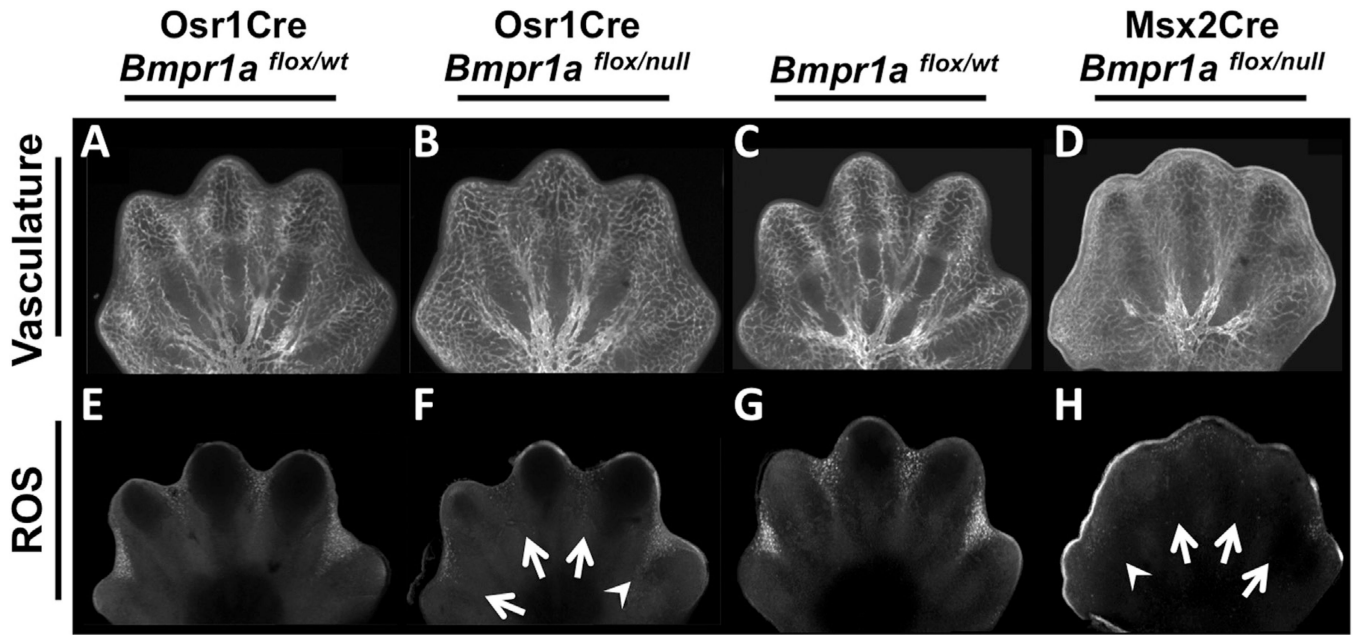 Osr1Cre Osr1Cre Msx2Cre
Bmpr1a flox/wt Bmpr1a flox/null Bmpr1a flox/wt Bmpr1a flox/null
Vasculature
A B C D
ROS
E F G H